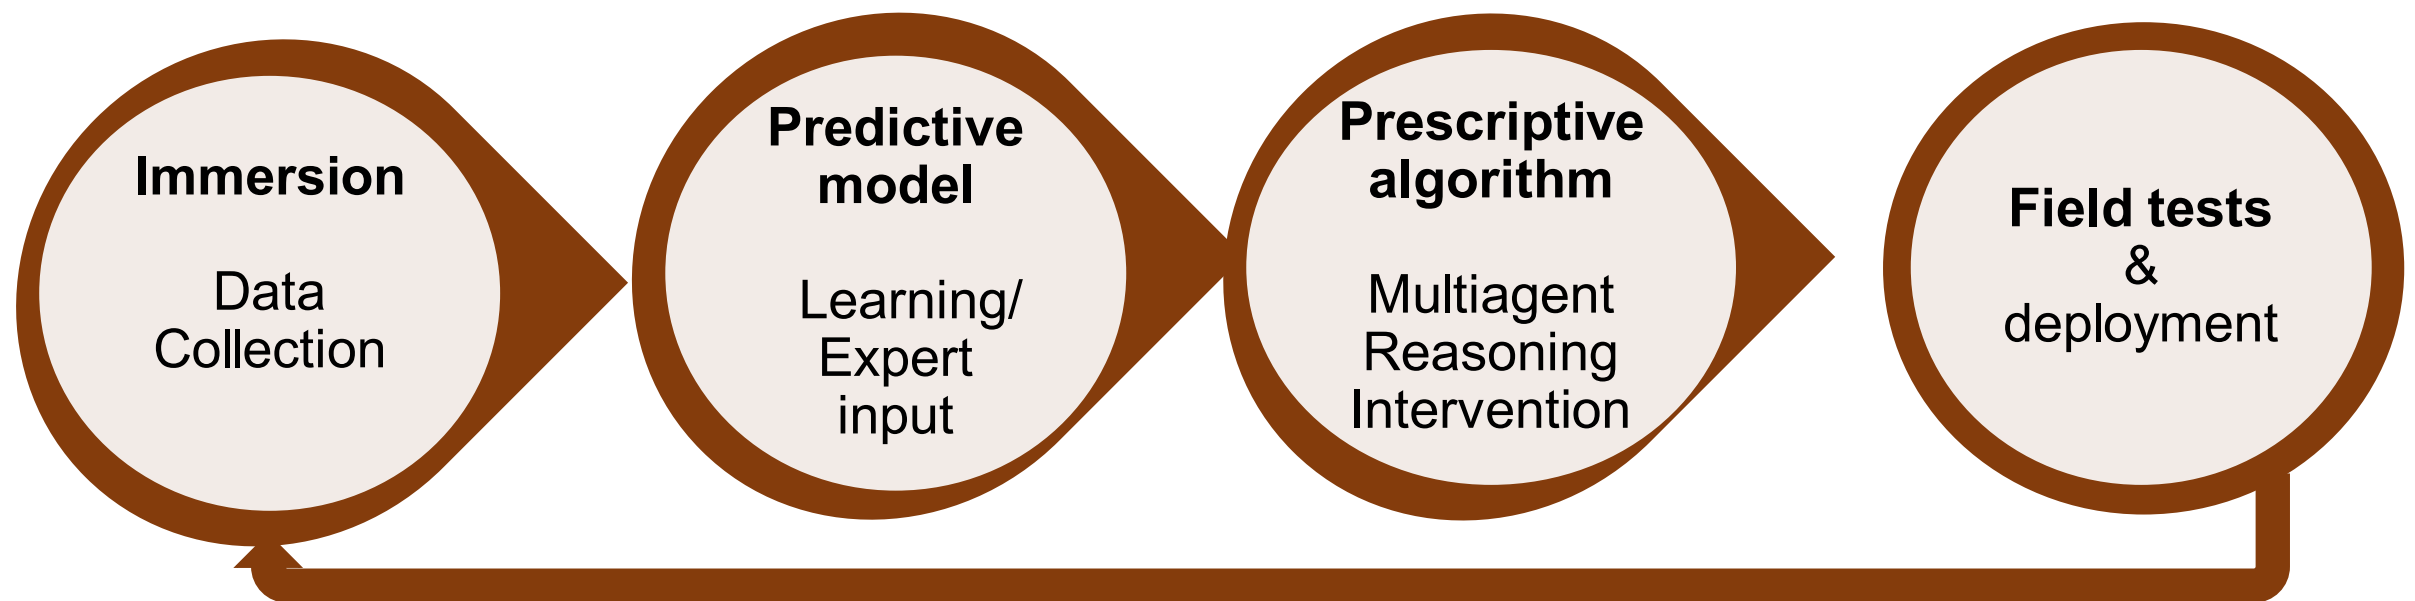 Immersion
Data
Collection
Predictive
model
Learning/
Expert
input
Prescriptive
algorithm
Multiagent
Reasoning
Intervention
Field tests
&
deployment